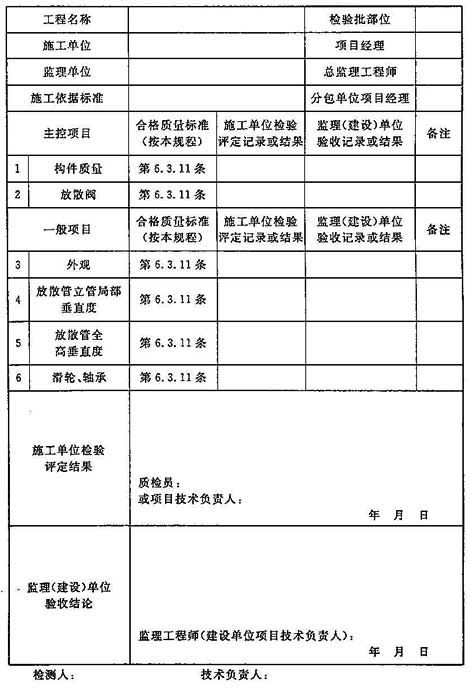 工程名称 检验批部位
施工单位 项目经理
监理单位 总监理工程师
施工依据标准 分包单位项目经理
主控项目 合格质量标准 施工单位检验 监理(建设)单位 备注
(按本规程) 评定记录或结果 验收记录或结果
1 构件质量 第6.3.11条
2 放散阀 第6.3.11条
一般项目 合格质量标准 施工单位检验 监理(建设)单位 备注
(按本规程) 评定记录或结果 验收记录或结果
3 外观 第6.3.11条
4 放散管立管局部 第6.3.11条
垂直度
5 放散管全 第6.3.11条
高垂直度
6 滑轮、轴承 第6.3.11条
施工单位检验
评定结果
质检员:
或项目技术负责人:
年 月 日
监理(建设)单位
验收结论
监理工程师(建设单位项目技术负责人):
年 月 日
检测人: 技术负责人: